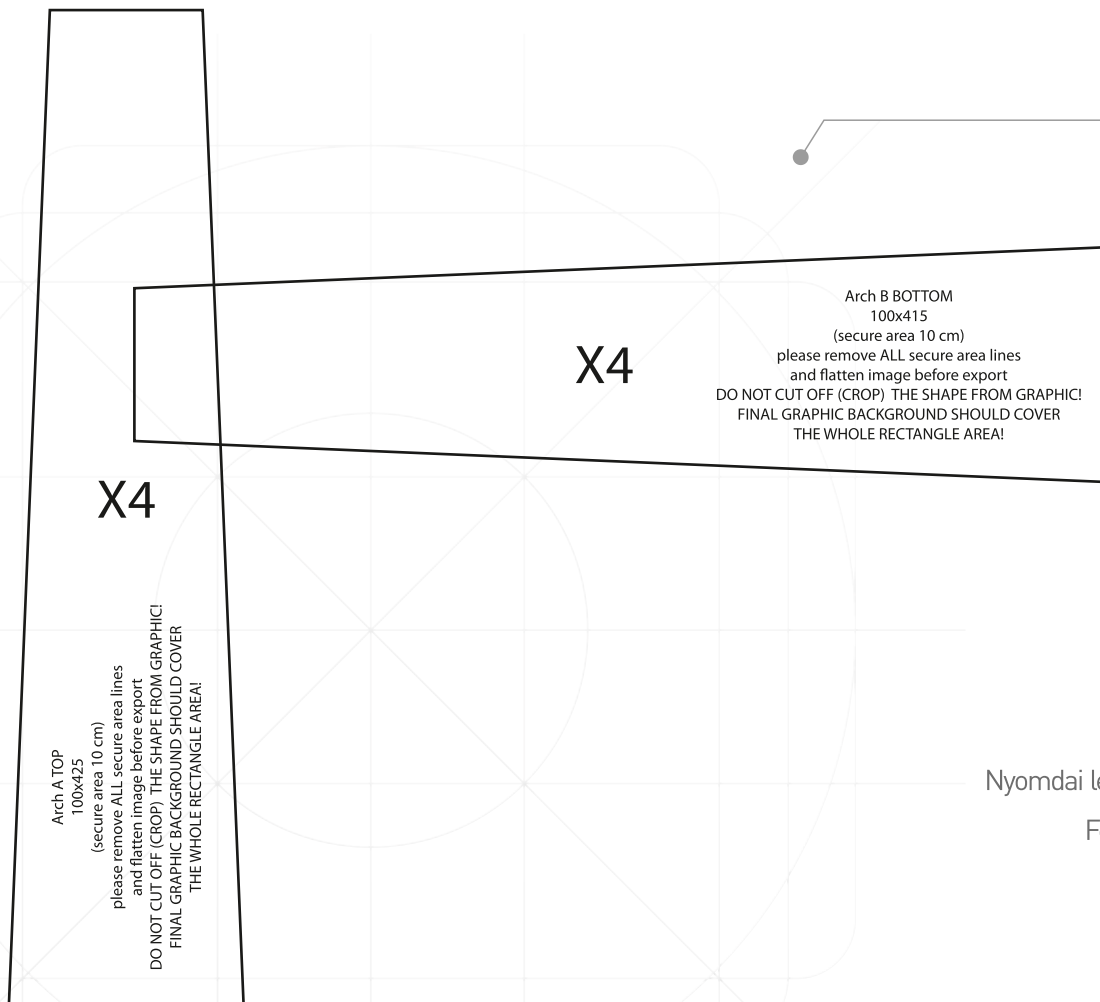 Arch B BOTTOM
100x415
(secure area 10 cm)
please remove ALL secure area lines
and flatten image before export
DO NOT CUT OFF (CROP)  THE SHAPE FROM GRAPHIC!
FINAL GRAPHIC BACKGROUND SHOULD COVER
THE WHOLE RECTANGLE AREA!
X4
X4
Arch A TOP
100x425
(secure area 10 cm)
please remove ALL secure area lines
and flatten image before export
DO NOT CUT OFF (CROP)  THE SHAPE FROM GRAPHIC!
FINAL GRAPHIC BACKGROUND SHOULD COVER
THE WHOLE RECTANGLE AREA!
Nyomdai